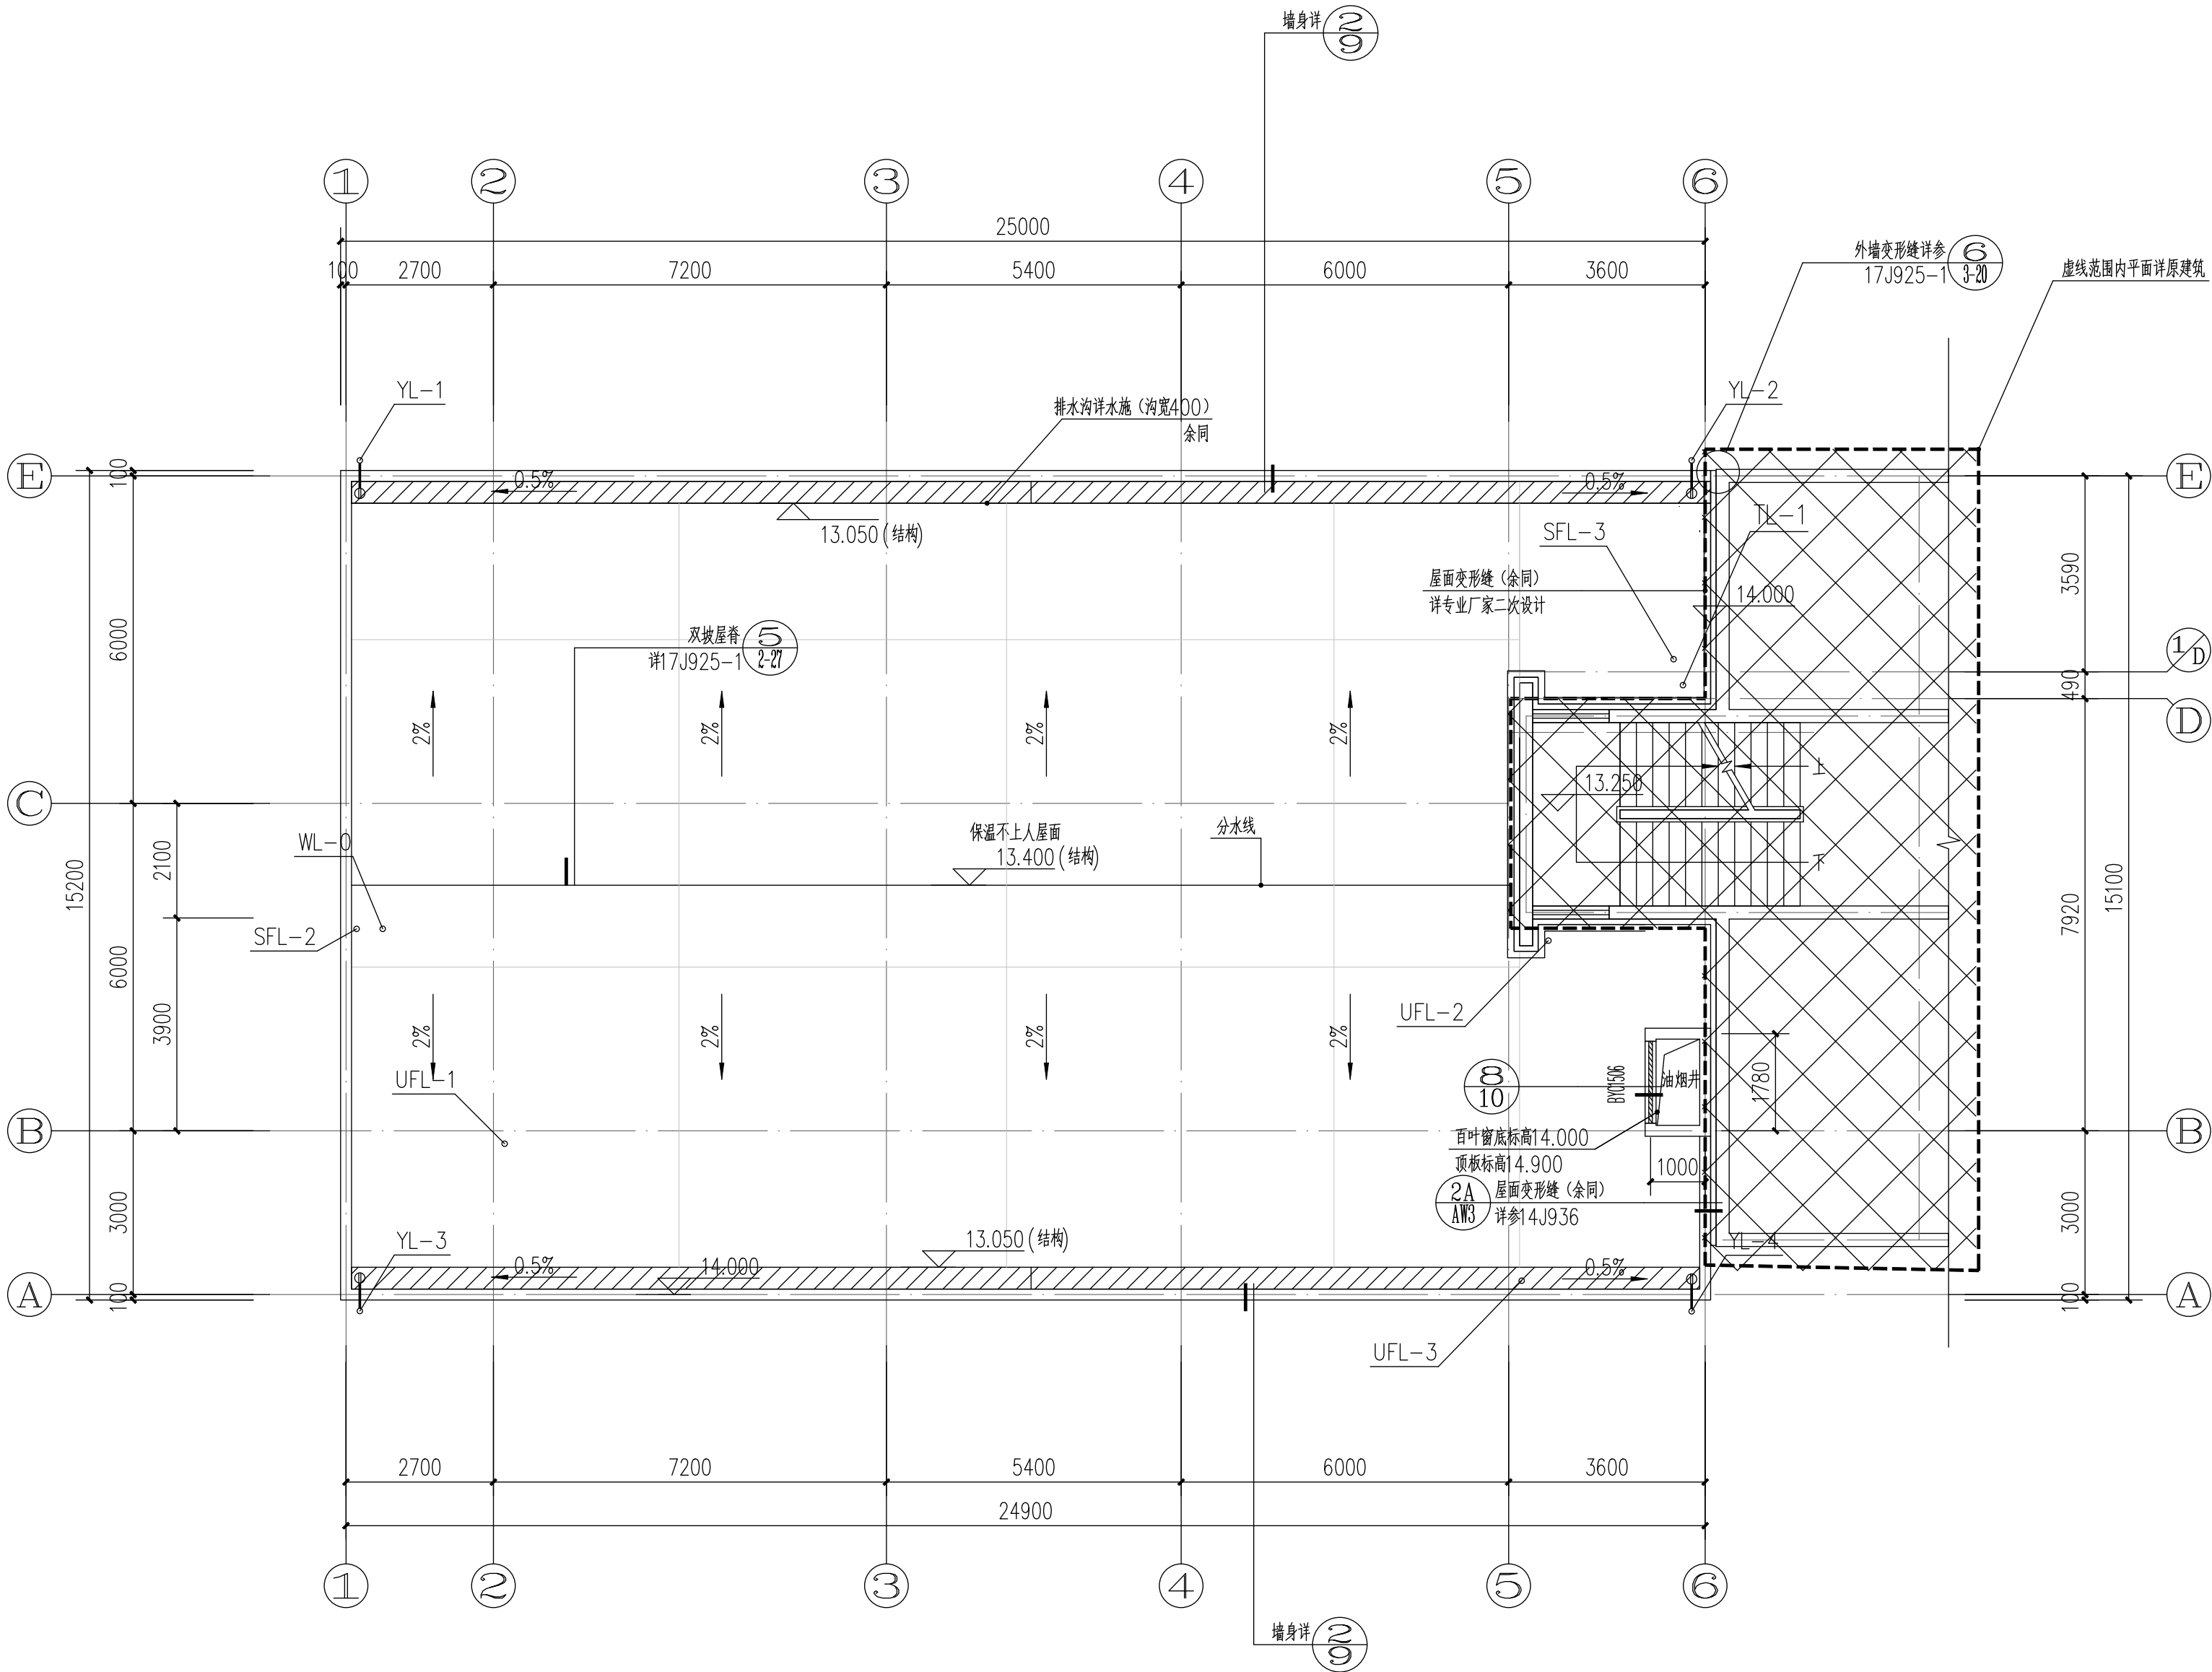 墙身详 2
9
1 2 3 4 5 6
25000
100 2700 7200 5400 6000 3600
外墙变形缝详参 6
17J925-1 3-20
虚线范围内平面详原建筑
YL-1
排水沟详水施（沟宽400）
余同
YL-2
E
100
0.5%
0.5%
E
13.050(结构)
SFL-3
TL-1
屋面变形缝（余同）
详专业厂家二次设计
14.000
3590
6000
双坡屋脊 5
详17J925-1 2-27
1/D
490
D
2% 2% 2% 2%
上
13.250
C
WL-0
保温不上人屋面
13.400(结构)
分水线
下
2100
15200
15100
SFL-2
6000
7920
3900
UFL-2
2% 2% 2% 2%
UFL-1
8
10
BYC1506
油烟井
1780
B
B
百叶窗底标高14.000
顶板标高14.900
1000
2A
AW3
屋面变形缝（余同）
详参14J936
3000
3000
YL-3
13.050(结构)
YL-4
0.5%
14.000
0.5%
A
100
100
A
UFL-3
2700 7200 5400 6000 3600
24900
1 2 3 4 5 6
墙身详 2
9